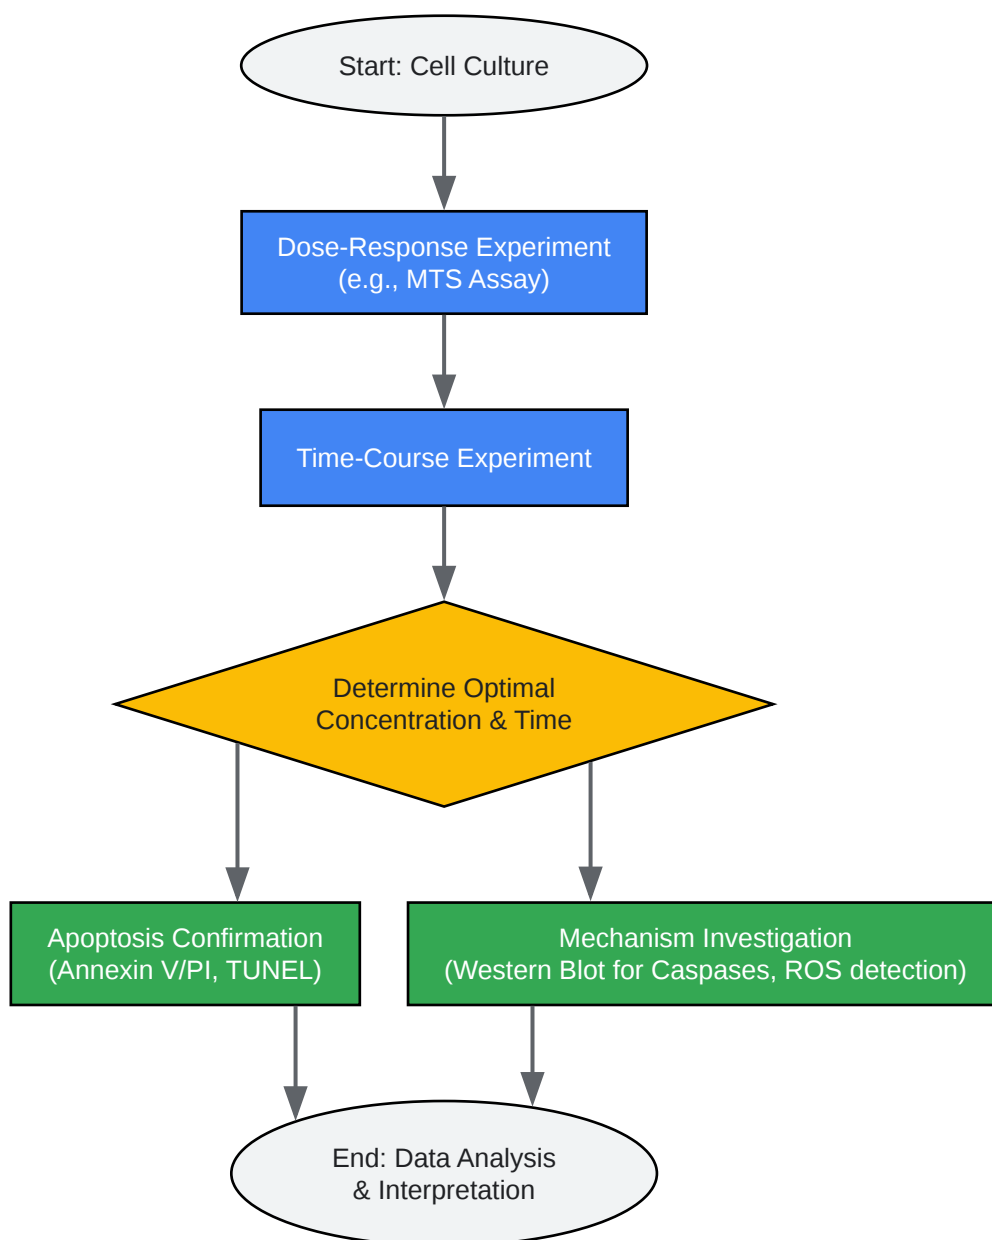 Start: Cell Culture
Dose-Response Experiment
(e.g., MTS Assay)
Time-Course Experiment
Determine Optimal
Concentration & Time
Apoptosis Confirmation
(Annexin V/PI, TUNEL)
Mechanism Investigation
(Western Blot for Caspases, ROS detection)
End: Data Analysis
& Interpretation